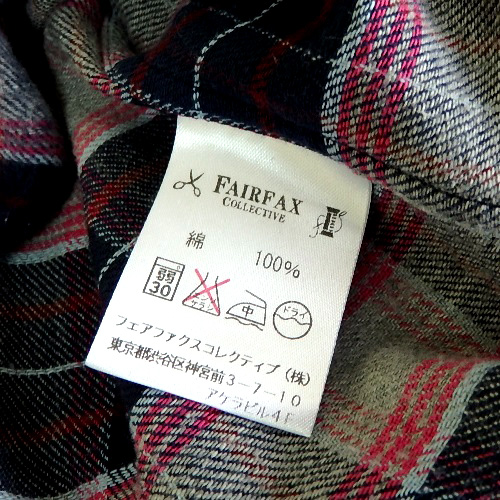 FAIRFAX
COLLECTIVE
綿 100%
弱 30 中 ドライ
フェアファクスコレクティブ(株)
東京都渋谷区神宮前3-7-10
アケラビル4F